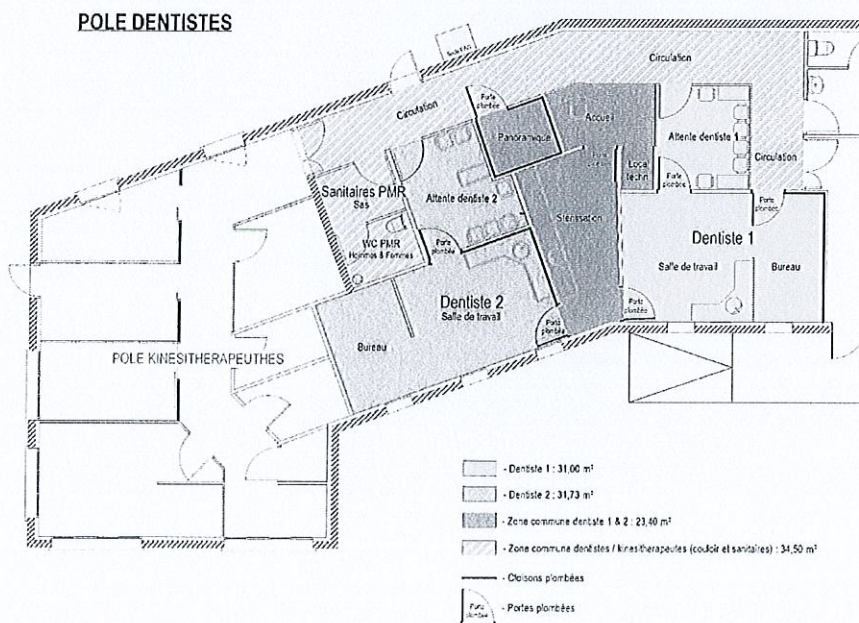 POLE DENTISTES
Circulation
Circulation
Porte
plombée
Accueil
Panoramique
Attente dentiste 1
Circulation
Local
techn
Porte
plombée
Sanitaires PMR
Sas
Attente dentiste 2
Stérilisation
Porte
plombée
WC PMR
Hommes & Femmes
Porte
plombée
Dentiste 1
Salle de travail
Bureau
Dentiste 2
Salle de travail
Porte
plombée
Porte
plombée
Bureau
POLE KINESITHERAPEUTHES
- Dentiste 1 : 31,00 m²
- Dentiste 2 : 31,73 m²
- Zone commune dentiste 1 & 2 : 23,40 m²
- Zone commune dentistes / kinesitherapeutes (couloir et sanitaires) : 34,50 m²
- Cloisons plombées
Porte
plombée
- Portes plombées